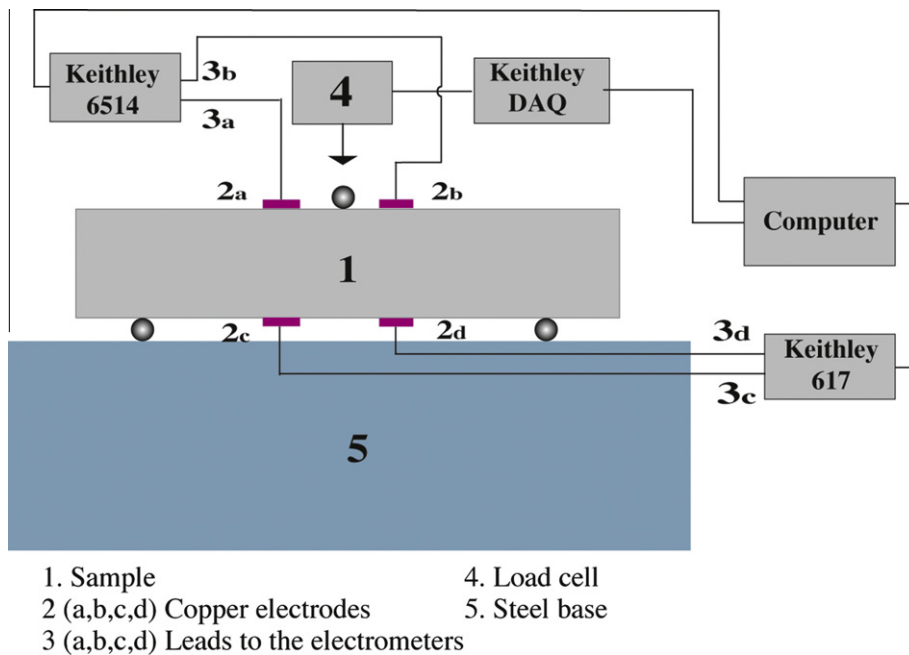 Keithley
6514
3b
3a
4
Keithley
DAQ
2a
2b
Computer
1
2c
2d
3d
3c
Keithley
617
5
1. Sample
2 (a,b,c,d) Copper electrodes
3 (a,b,c,d) Leads to the electrometers
4. Load cell
5. Steel base